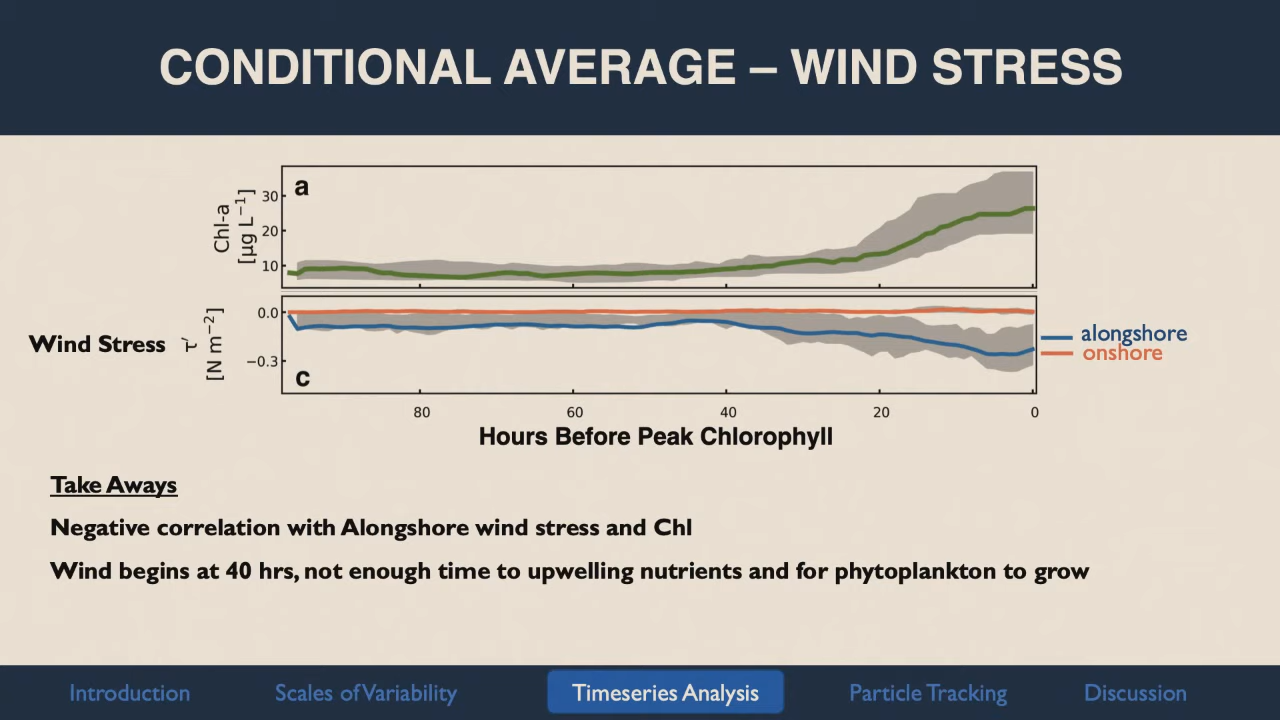 CONDITIONAL AVERAGE – WIND STRESS
a
Chl-a
[µg L⁻¹]
30
20
10
Wind Stress
τ′
[N m⁻²]
0.0
−0.3
c
alongshore
onshore
80
60
40
20
0
Hours Before Peak Chlorophyll
Take Aways
Negative correlation with Alongshore wind stress and Chl
Wind begins at 40 hrs, not enough time to upwelling nutrients and for phytoplankton to grow
Introduction
Scales of Variability
Timeseries Analysis
Particle Tracking
Discussion